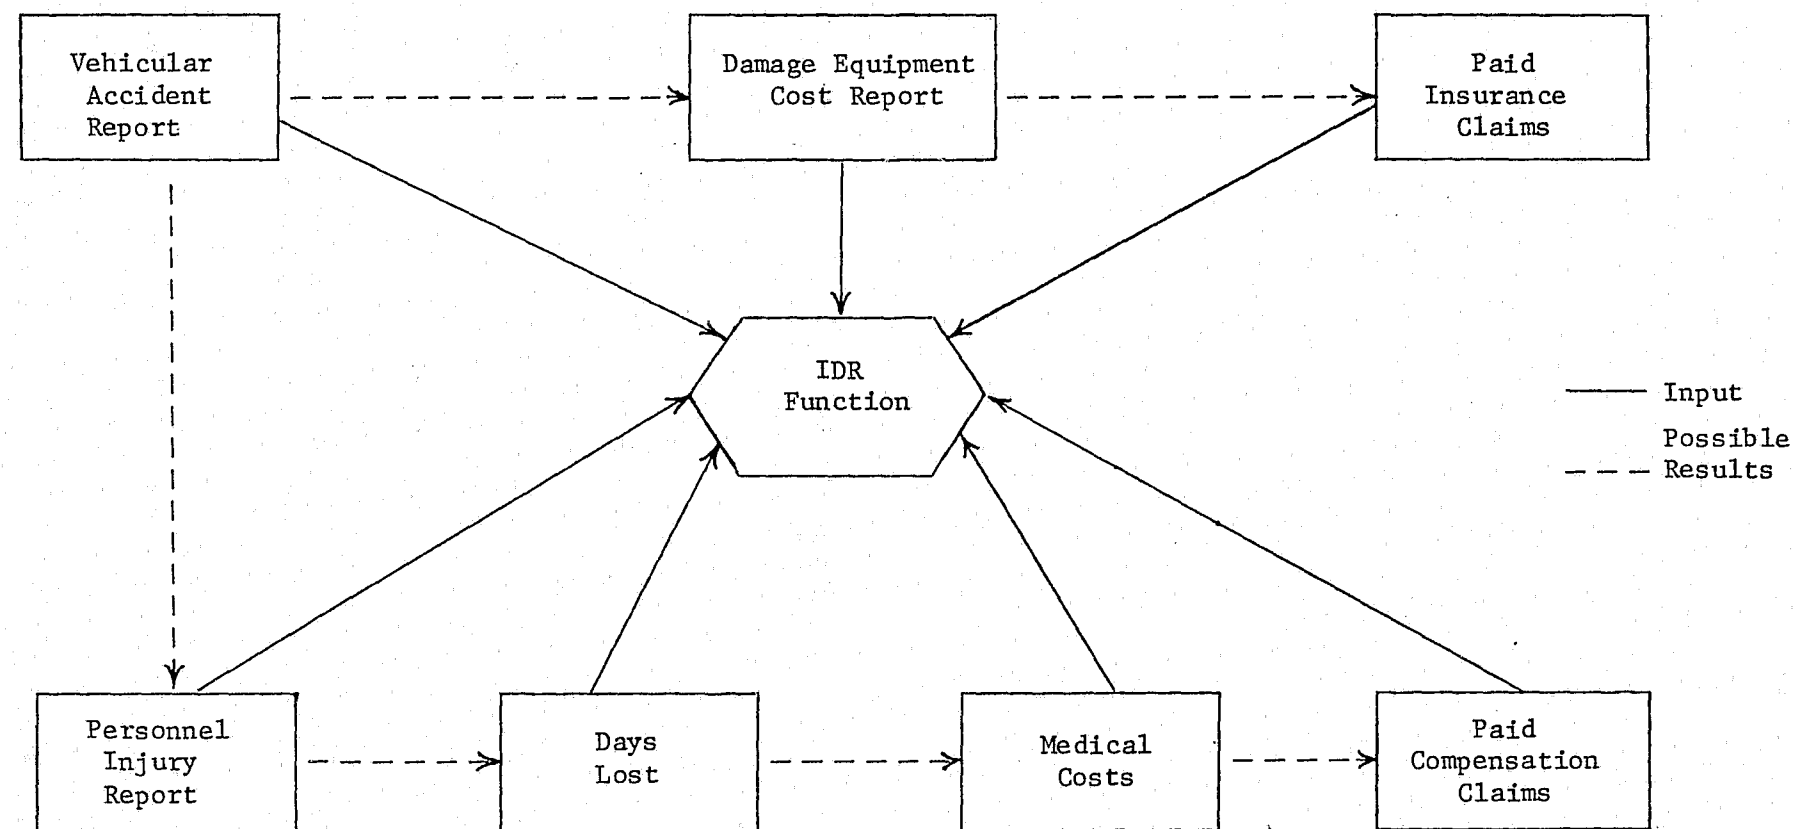 Vehicular
Accident
Report
Damage Equipment
Cost Report
Paid
Insurance
Claims
IDR
Function
Input
Possible
Results
Personnel
Injury
Report
Days
Lost
Medical
Costs
Paid
Compensation
Claims